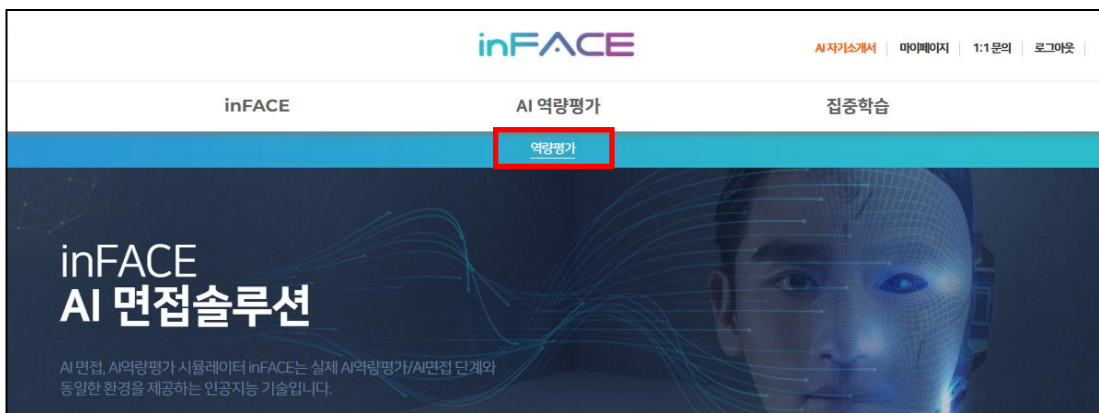 inFACE
AI 자기소개서 마이페이지 1:1 문의 로그아웃
inFACE AI 역량평가 집중학습
역량평가
inFACE
AI 면접솔루션
AI 면접, AI역량평가 시뮬레이터 inFACE는 실제 AI역량평가/AI면접 단계와
동일한 환경을 제공하는 인공지능 기술입니다.